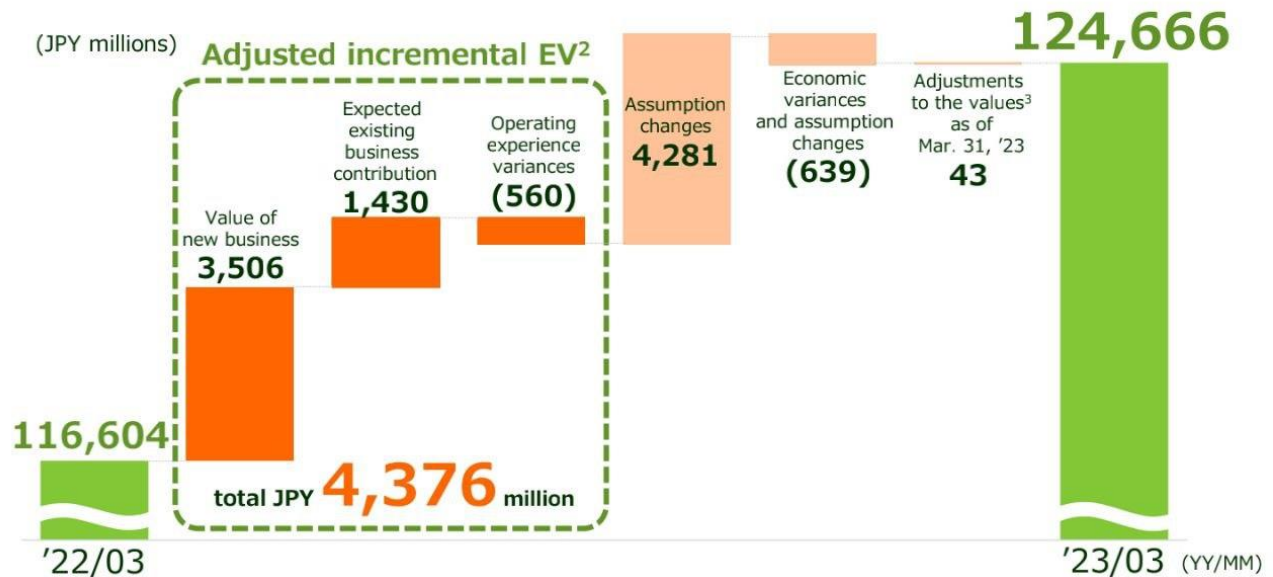 (JPY millions)
Adjusted incremental EV²
116,604
Value of
new business
3,506
Expected
existing
business
contribution
1,430
Operating
experience
variances
(560)
total JPY 4,376 million
Assumption
changes
4,281
Economic
variances
and assumption
changes
(639)
Adjustments
to the values³
as of
Mar. 31, ’23
43
124,666
’22/03
’23/03 (YY/MM)